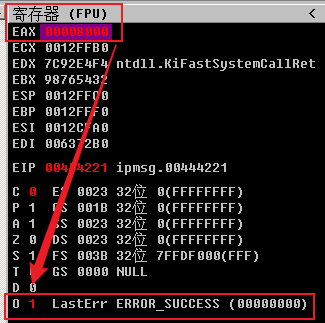 寄存器 (FPU) <
EAX 00008000
ECX 0012FFB0
EDX 7C92E4F4 ntdll.KiFastSystemCallRet
EBX 98765432
ESP 0012FFC0
EBP 0012FFF0
ESI 0012CFA0
EDI 006372B0
EIP 00444221 ipmsg.00444221
C 0 ES 0023 32位 0(FFFFFFFF)
P 1 CS 001B 32位 0(FFFFFFFF)
A 1 SS 0023 32位 0(FFFFFFFF)
Z 0 DS 0023 32位 0(FFFFFFFF)
S 1 FS 003B 32位 7FFDF000(FFF)
T 0 GS 0000 NULL
D 0
O 1 LastErr ERROR_SUCCESS (00000000)